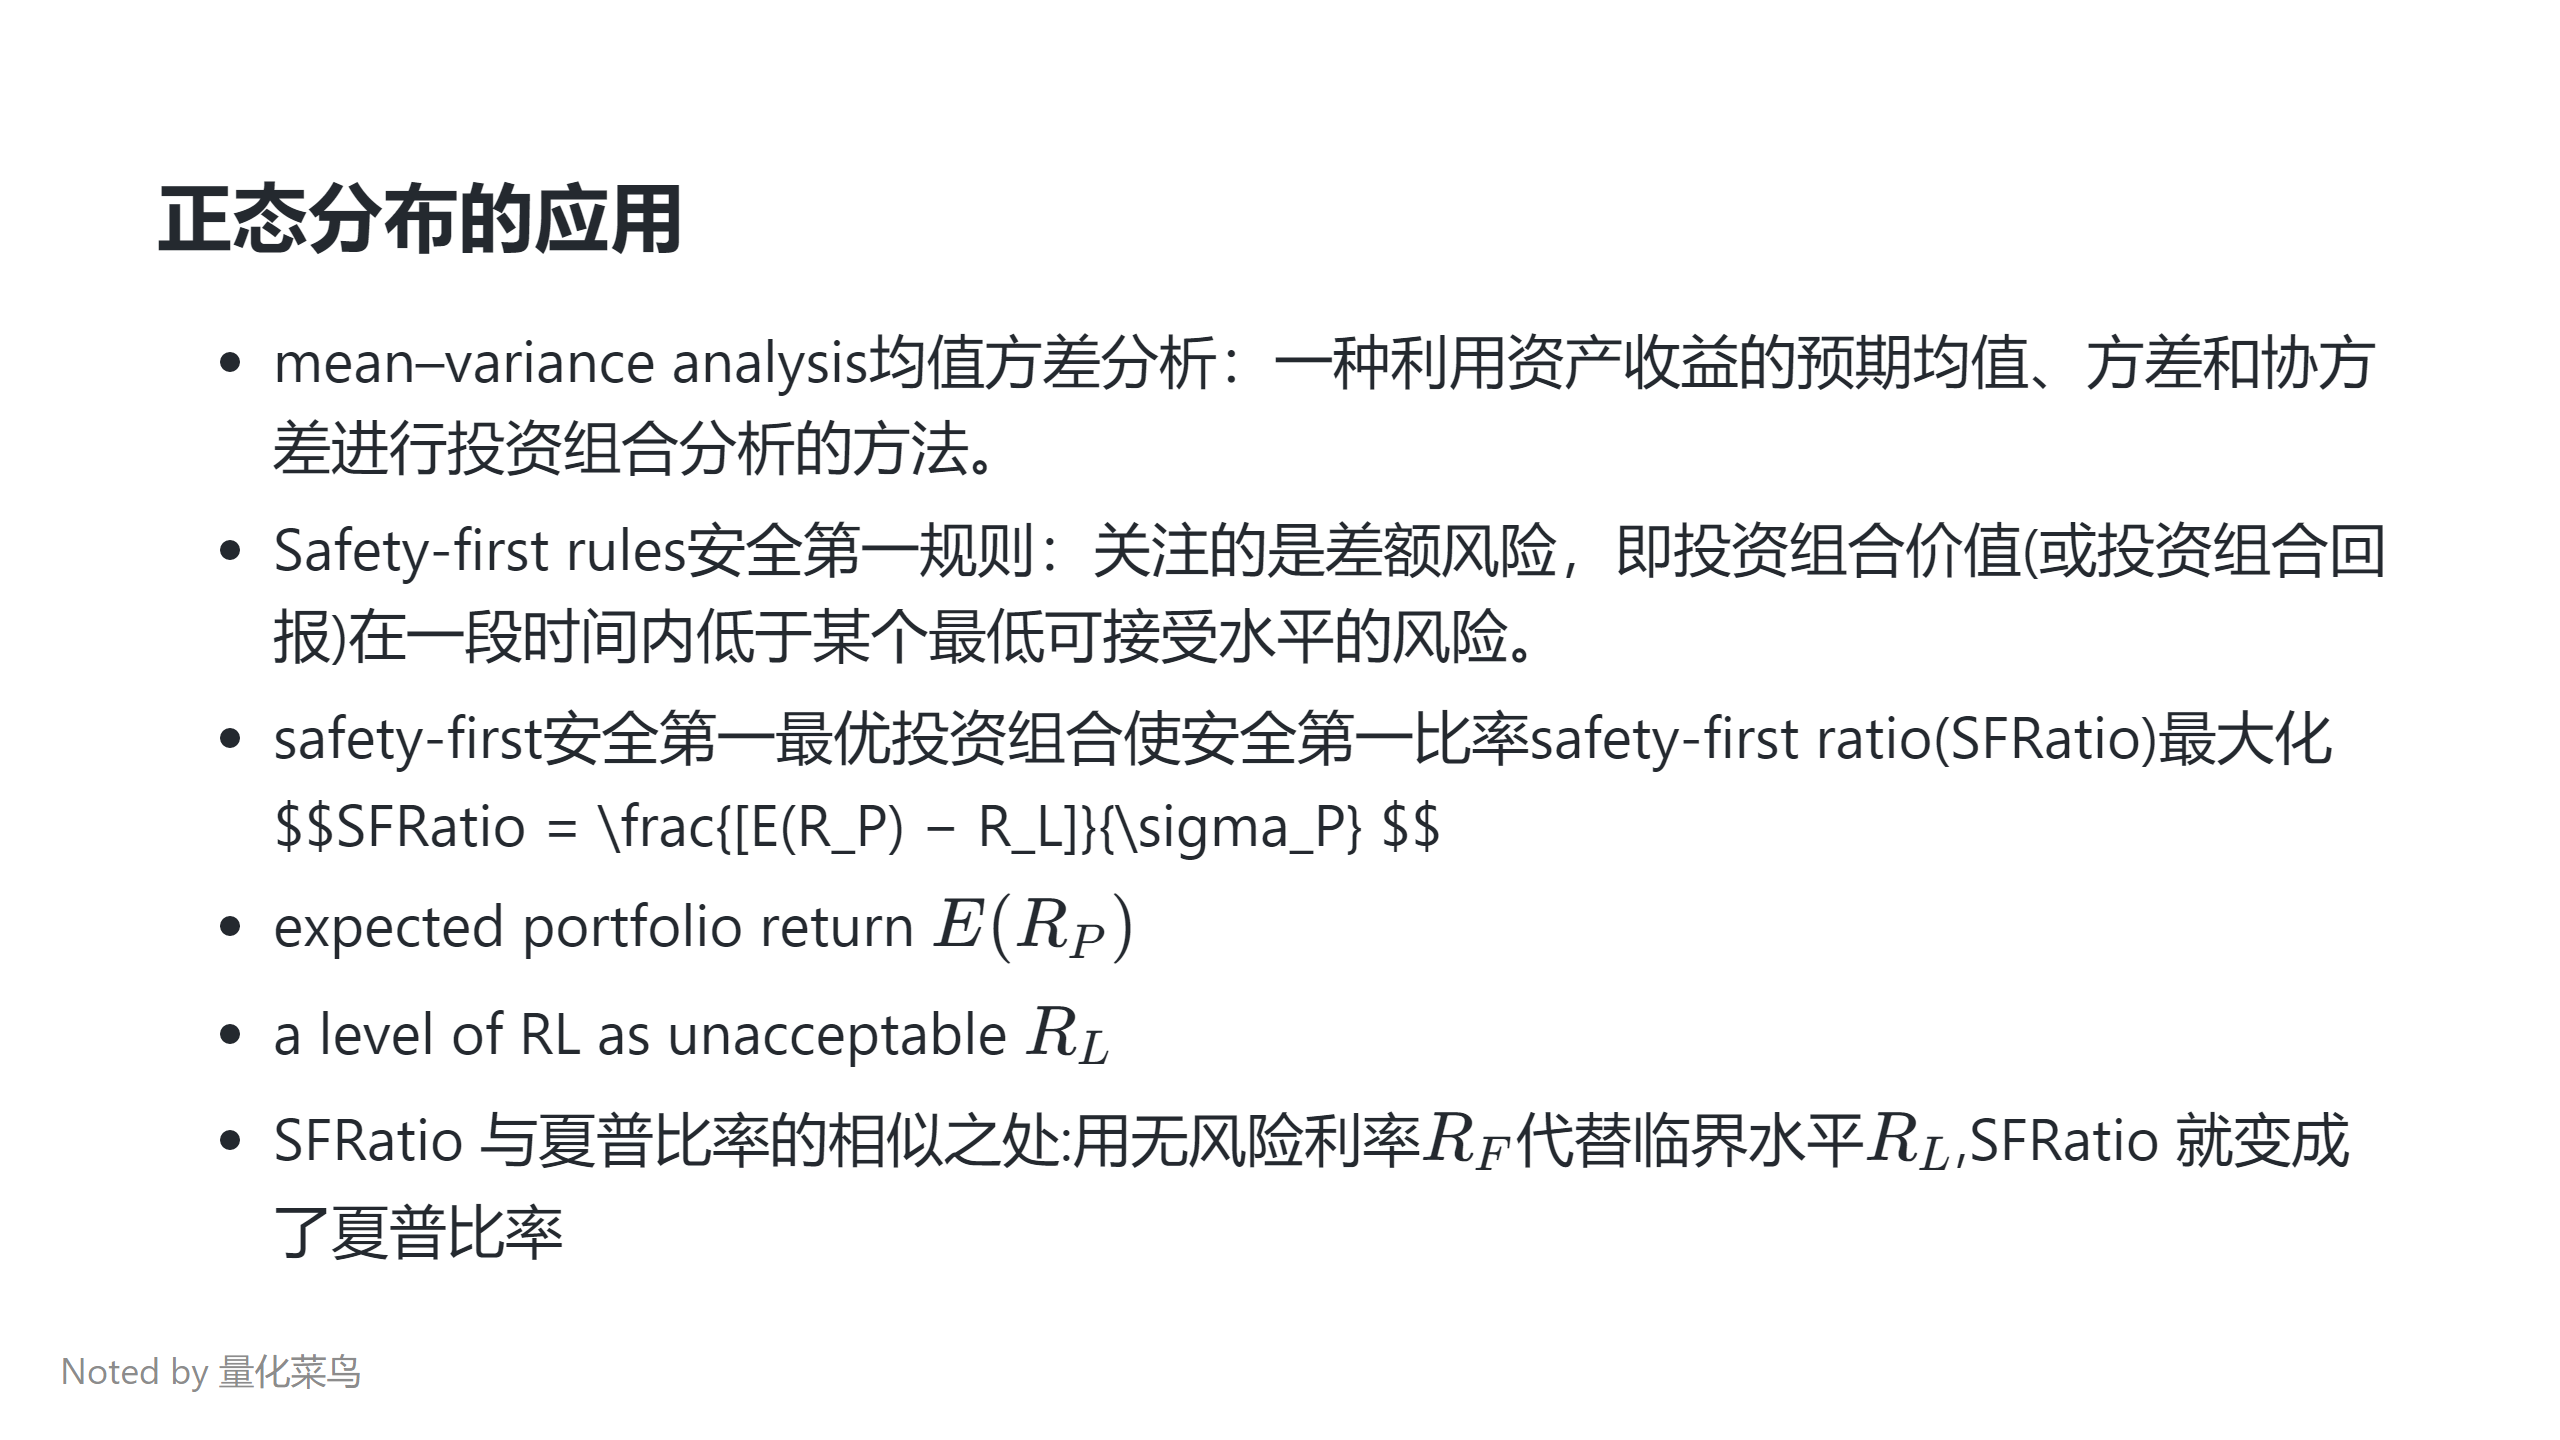 正态分布的应用
• mean–variance analysis均值方差分析：一种利用资产收益的预期均值、方差和协方
差进行投资组合分析的方法。
• Safety-first rules安全第一规则：关注的是差额风险，即投资组合价值(或投资组合回
报)在一段时间内低于某个最低可接受水平的风险。
• safety-first安全第一最优投资组合使安全第一比率safety-first ratio(SFRatio)最大化
$$SFRatio = \frac{[E(R_P) − R_L]}{\sigma_P} $$
• expected portfolio return E(R_P)
• a level of RL as unacceptable R_L
• SFRatio 与夏普比率的相似之处:用无风险利率R_F代替临界水平R_L,SFRatio 就变成
了夏普比率
Noted by 量化菜鸟